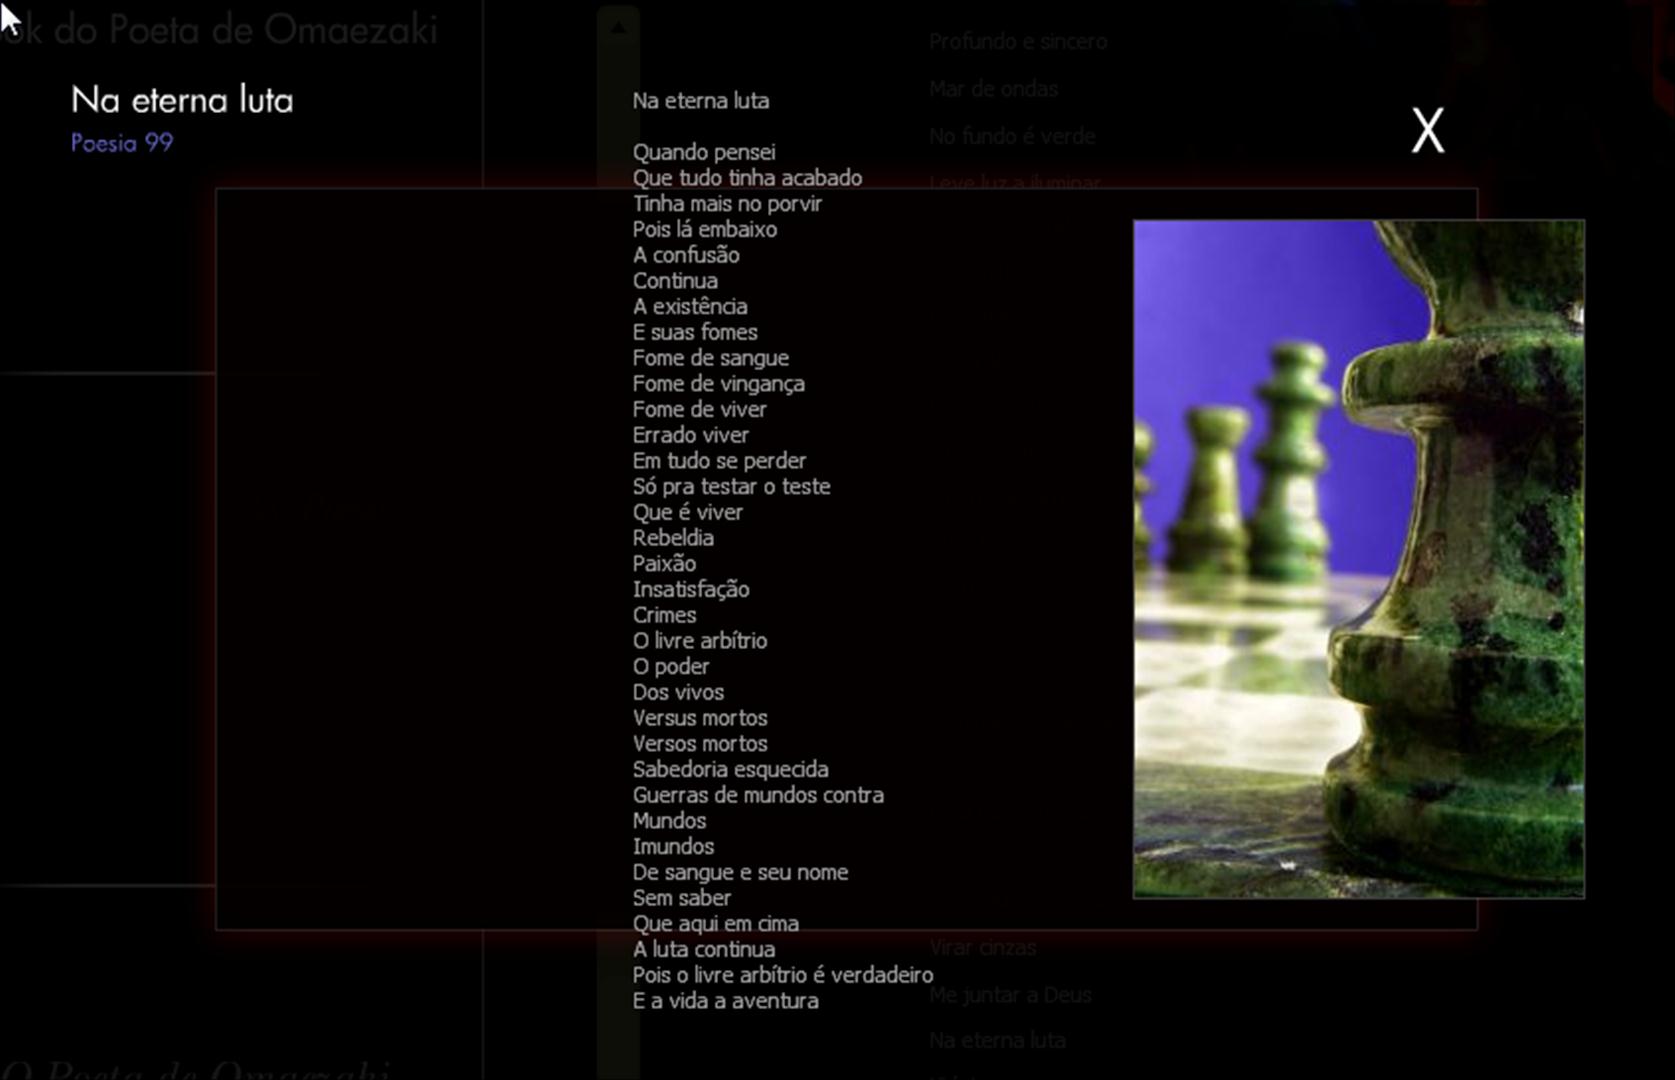 ok do Poeta de Omaezaki
Na eterna luta
Poesia 99
X
Na eterna luta
Quando pensei
Que tudo tinha acabado
Tinha mais no porvir
Pois lá embaixo
A confusão
Continua
A existência
E suas fomes
Fome de sangue
Fome de vingança
Fome de viver
Errado viver
Em tudo se perder
Só pra testar o teste
Que é viver
Rebeldia
Paixão
Insatisfação
Crimes
O livre arbítrio
O poder
Dos vivos
Versus mortos
Versos mortos
Sabedoria esquecida
Guerras de mundos contra
Mundos
Imundos
De sangue e seu nome
Sem saber
Que aqui em cima
A luta continua
Pois o livre arbítrio é verdadeiro
E a vida a aventura
Profundo e sincero
Mar de ondas
No fundo é verde
Leve luz a iluminar
Virar cinzas
Me juntar a Deus
Na eterna luta
O Poeta de Omaezaki